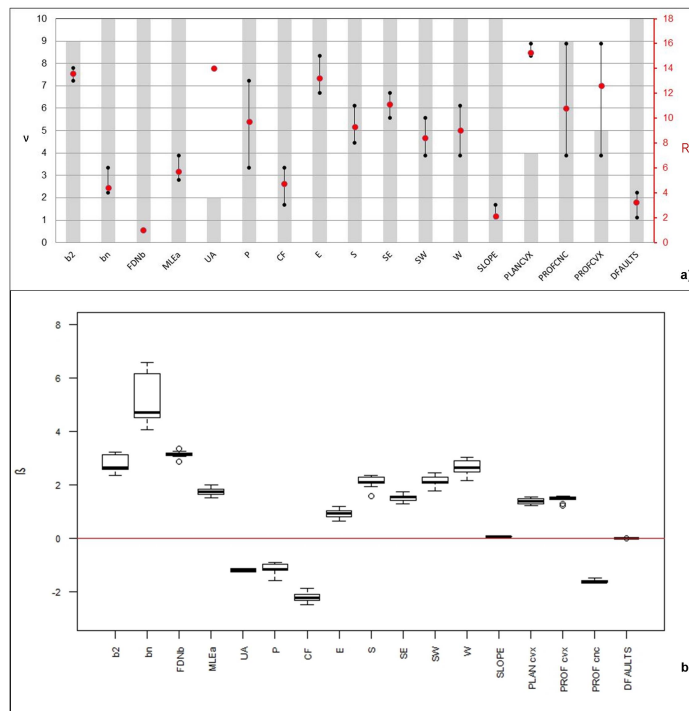 10 18
9 16
8 14
7 12
6 10
5 8
4 6
3 4
2 2
1 0
0
ν
R
b2 bn FDNb MLEa UA P CF E S SE SW W SLOPE PLANCVX PROFCNC PROFCVX DFAULTS
a)
8
6
4
2
0
-2
ß
b2 bn FDNb MLEa UA P CF E S SE SW W SLOPE PLAN cvx PROF cvx PROF cnc DFAULTS
b